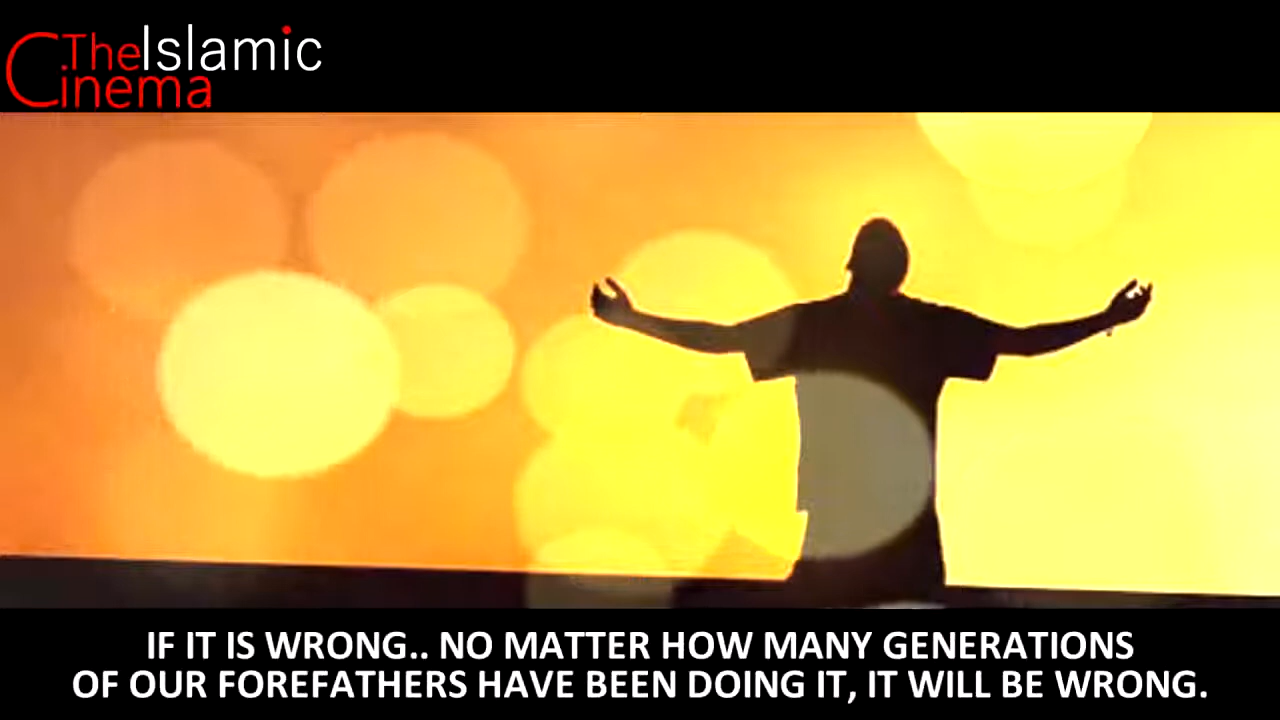 TheIslamic
Cinema
IF IT IS WRONG.. NO MATTER HOW MANY GENERATIONS
OF OUR FOREFATHERS HAVE BEEN DOING IT, IT WILL BE WRONG.